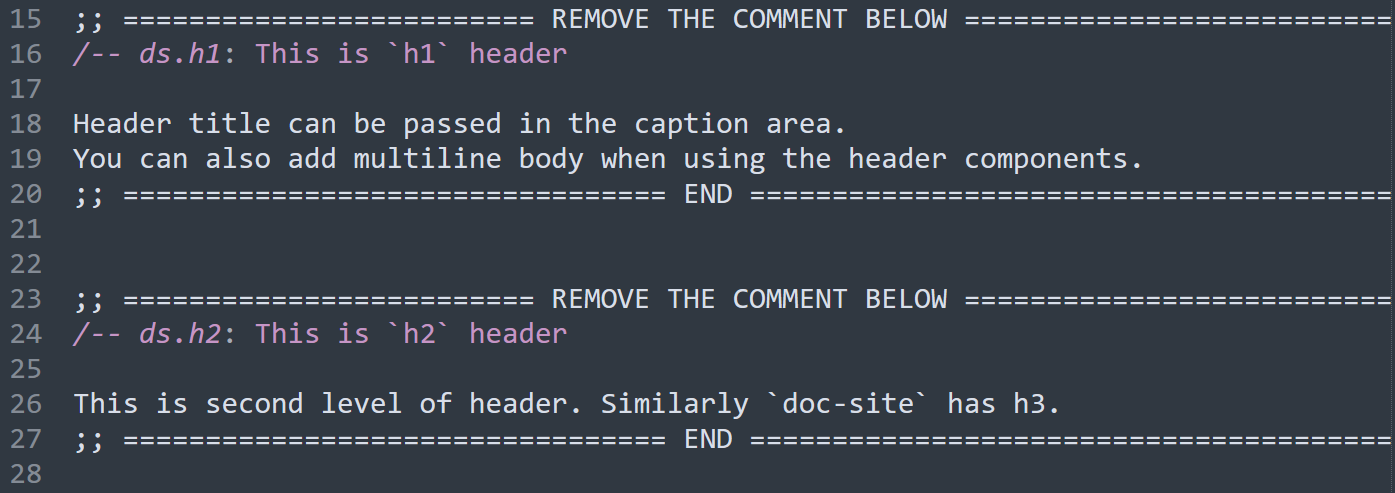 15 ;; ========================= REMOVE THE COMMENT BELOW ==========================
16 /-- ds.h1: This is `h1` header
17
18 Header title can be passed in the caption area.
19 You can also add multiline body when using the header components.
20 ;; ================================= END =======================================
21
22
23 ;; ========================= REMOVE THE COMMENT BELOW ==========================
24 /-- ds.h2: This is `h2` header
25
26 This is second level of header. Similarly `doc-site` has h3.
27 ;; ================================= END =======================================
28